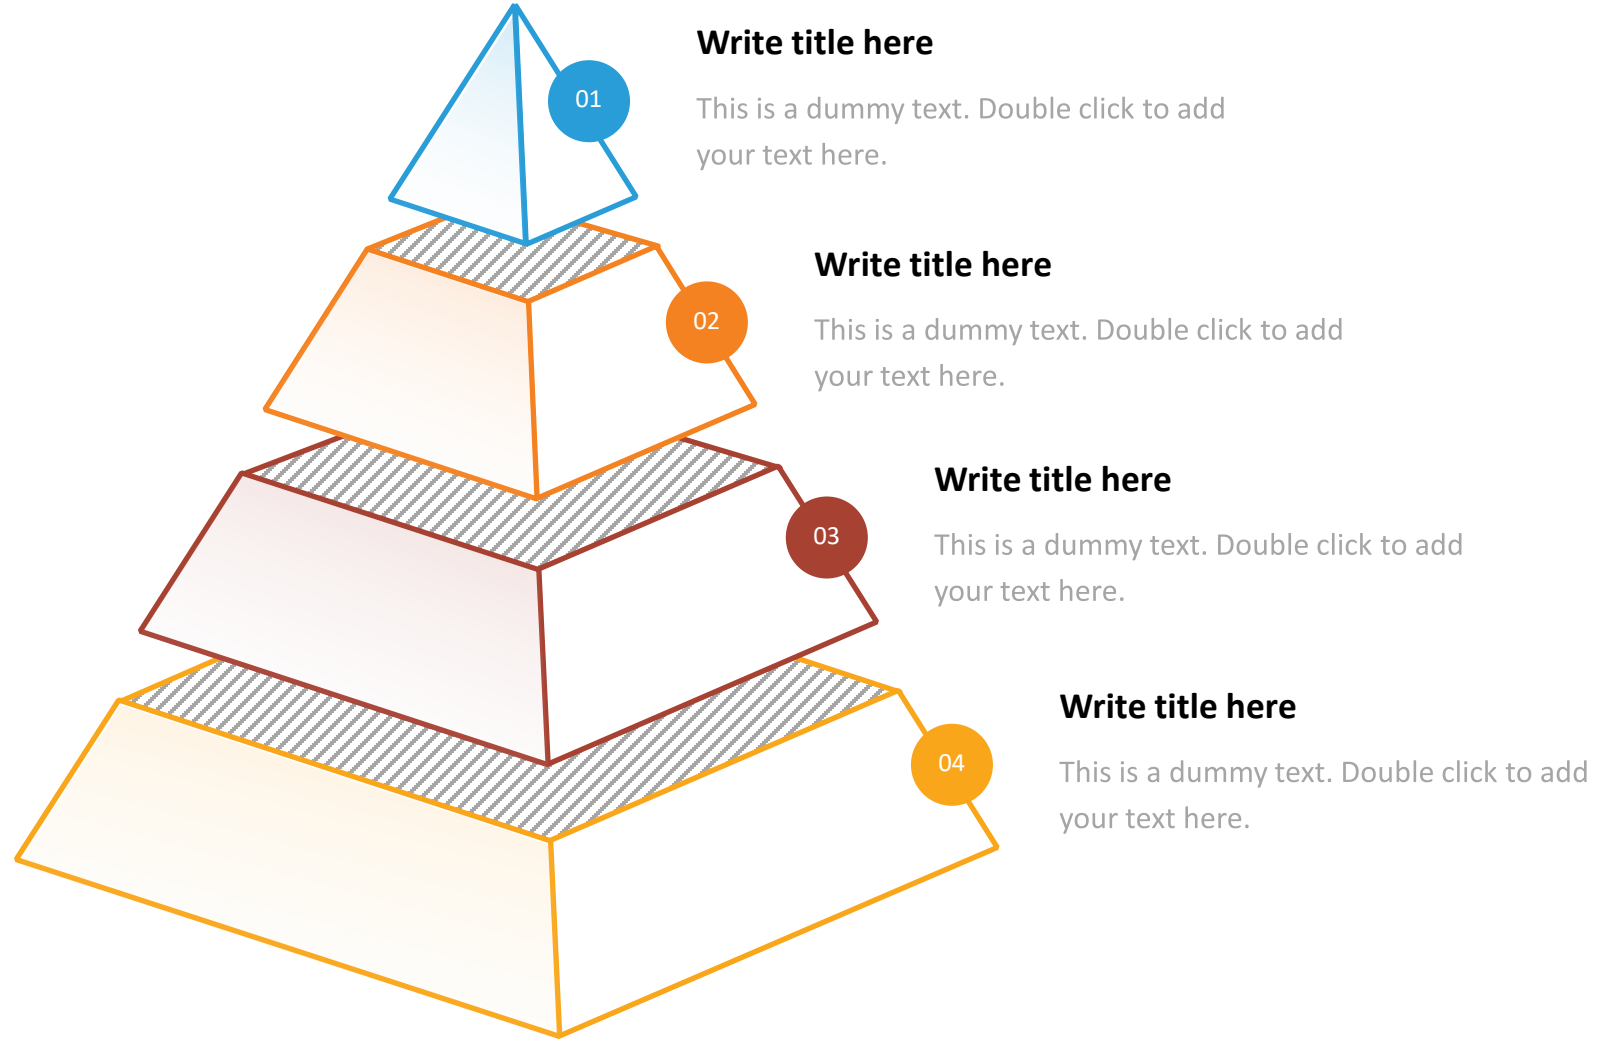 01
Write title here
This is a dummy text. Double click to add
your text here.
02
Write title here
This is a dummy text. Double click to add
your text here.
03
Write title here
This is a dummy text. Double click to add
your text here.
04
Write title here
This is a dummy text. Double click to add
your text here.